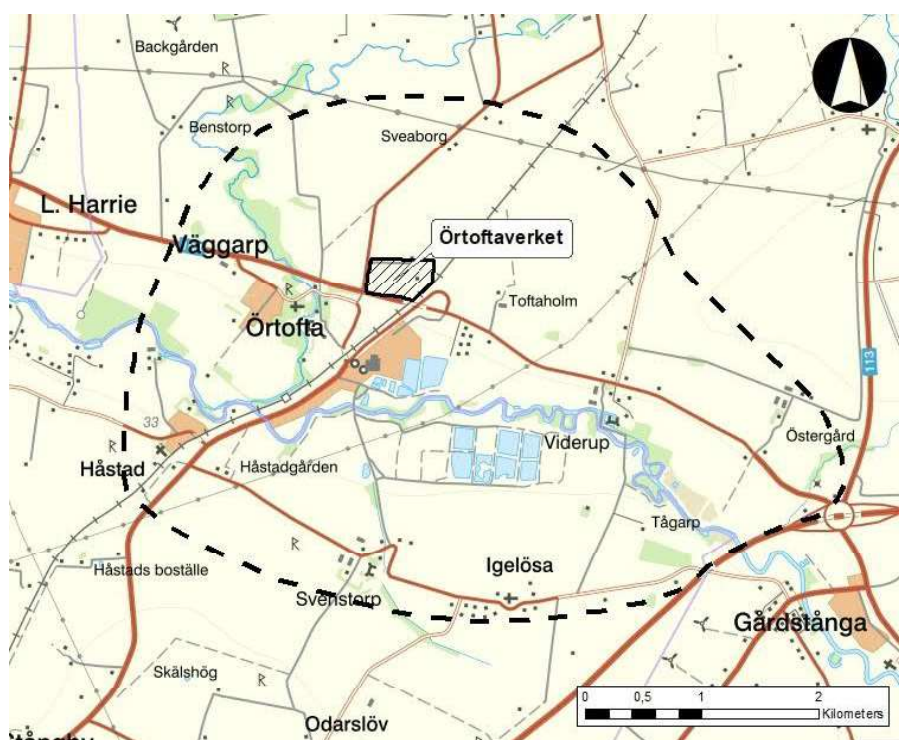 Backgården
Benstorp
Sveaborg
L. Harrie
Väggarp
Örtoftaverket
Toftaholm
Örtofta
113
33
Viderup
Östergård
Håstad
Håstadgården
Tågarp
Igelösa
Håstads boställe
Svenstorp
Gårdstånga
Skälshög
Odarslöv
0 0,5 1 2
Kilometers